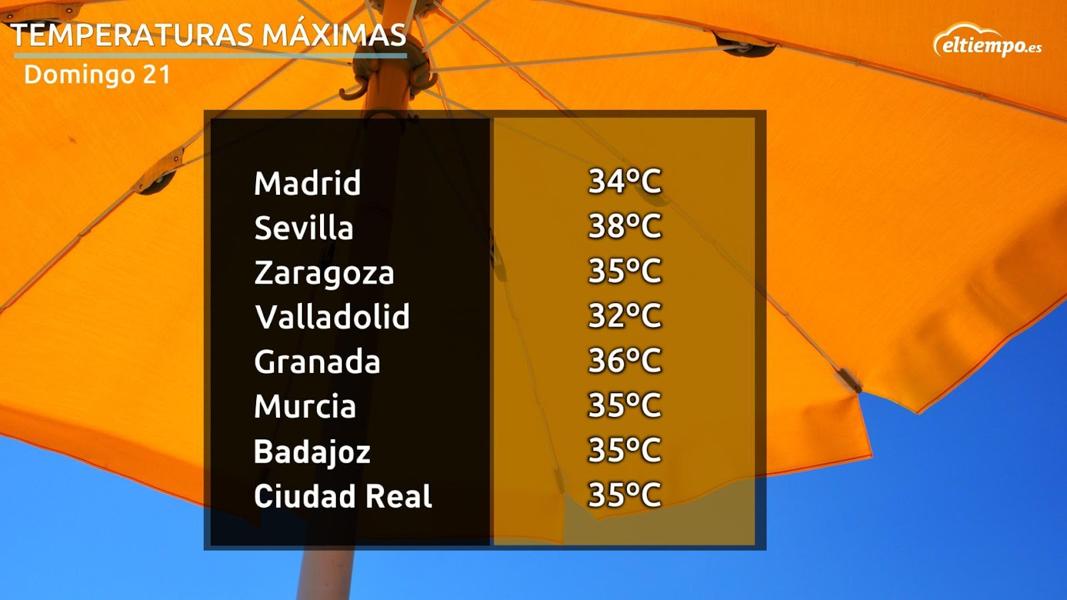 TEMPERATURAS MÁXIMAS
Domingo 21
eltiempo.es
Madrid 34ºC
Sevilla 38ºC
Zaragoza 35ºC
Valladolid 32ºC
Granada 36ºC
Murcia 35ºC
Badajoz 35ºC
Ciudad Real 35ºC